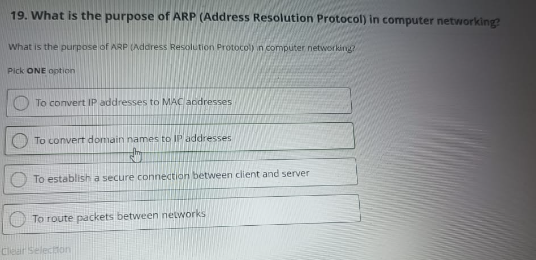 19. What is the purpose of ARP (Address Resolution Protocol) in computer networking?
What is the purpose of ARP (Address Resolution Protocol) in computer networking?
Pick ONE option
To convert IP addresses to MAC addresses
To convert domain names to IP addresses
To establish a secure connection between client and server
To route packets between networks
Clear Selection